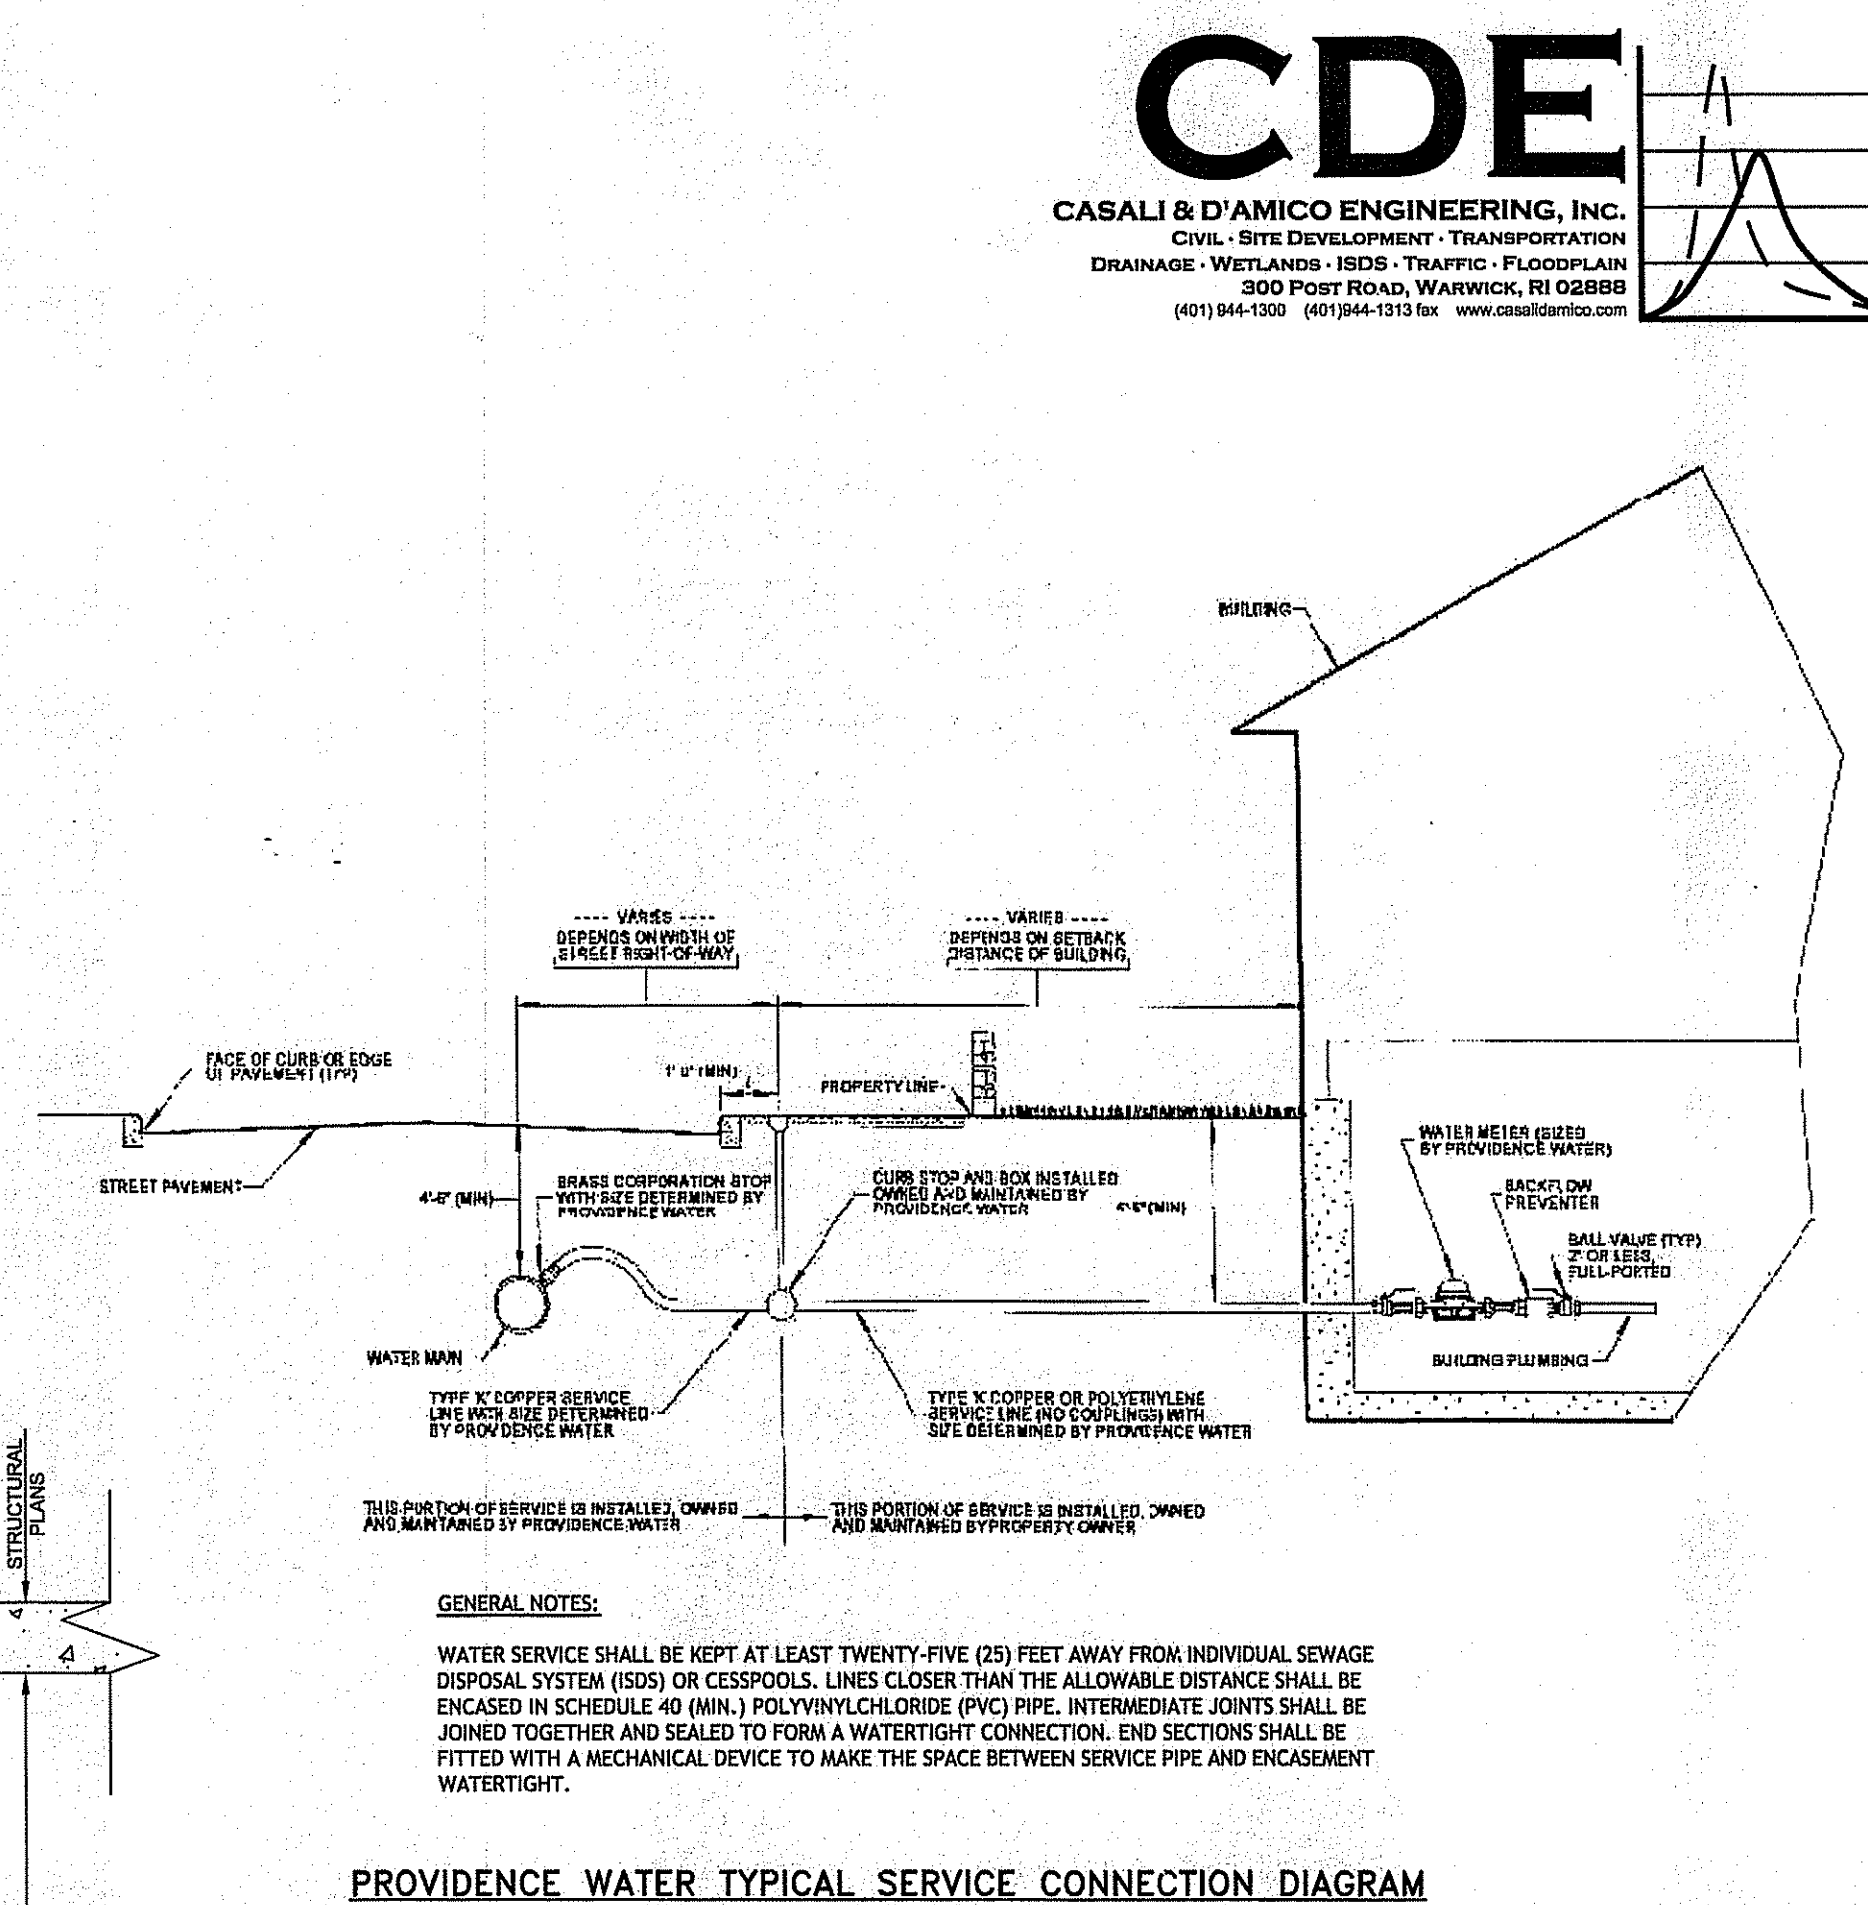 CDE
CASALI & D'AMICO ENGINEERING, INC.
CIVIL · SITE DEVELOPMENT · TRANSPORTATION
DRAINAGE · WETLANDS · ISDS · TRAFFIC · FLOODPLAIN
300 POST ROAD, WARWICK, RI 02888
(401) 944-1300 (401)944-1313 fax www.casalidamico.com
BUILDING
---- VARIES ----
DEPENDS ON WIDTH OF
STREET RIGHT-OF-WAY
---- VARIES ----
DEPENDS ON SETBACK
DISTANCE OF BUILDING
FACE OF CURB OR EDGE
OF PAVEMENT (TYP)
1' 0" (MIN)
PROPERTY LINE
STREET PAVEMENT
4'-6" (MIN)
BRASS CORPORATION STOP
WITH SIZE DETERMINED BY
PROVIDENCE WATER
CURB STOP AND BOX INSTALLED
OWNED AND MAINTAINED BY
PROVIDENCE WATER
4'-6" (MIN)
WATER METER (SIZED
BY PROVIDENCE WATER)
BACKFLOW
PREVENTER
BALL VALVE (TYP)
2" OR LESS,
FULL-PORTED
WATER MAIN
BUILDING PLUMBING
TYPE 'K' COPPER SERVICE
LINE WITH SIZE DETERMINED
BY PROVIDENCE WATER
TYPE 'K' COPPER OR POLYETHYLENE
SERVICE LINE (NO COUPLINGS) WITH
SIZE DETERMINED BY PROVIDENCE WATER
STRUCTURAL
PLANS
THIS PORTION OF SERVICE IS INSTALLED, OWNED
AND MAINTAINED BY PROVIDENCE WATER
THIS PORTION OF SERVICE IS INSTALLED, OWNED
AND MAINTAINED BY PROPERTY OWNER
GENERAL NOTES:
WATER SERVICE SHALL BE KEPT AT LEAST TWENTY-FIVE (25) FEET AWAY FROM INDIVIDUAL SEWAGE
DISPOSAL SYSTEM (ISDS) OR CESSPOOLS. LINES CLOSER THAN THE ALLOWABLE DISTANCE SHALL BE
ENCASED IN SCHEDULE 40 (MIN.) POLYVINYLCHLORIDE (PVC) PIPE. INTERMEDIATE JOINTS SHALL BE
JOINED TOGETHER AND SEALED TO FORM A WATERTIGHT CONNECTION. END SECTIONS SHALL BE
FITTED WITH A MECHANICAL DEVICE TO MAKE THE SPACE BETWEEN SERVICE PIPE AND ENCASEMENT
WATERTIGHT.
PROVIDENCE WATER TYPICAL SERVICE CONNECTION DIAGRAM